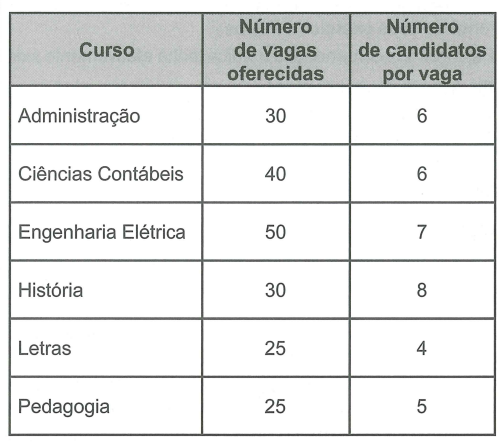 Curso
Número
de vagas
oferecidas
Número
de candidatos
por vaga
Administração 30 6
Ciências Contábeis 40 6
Engenharia Elétrica 50 7
História 30 8
Letras 25 4
Pedagogia 25 5